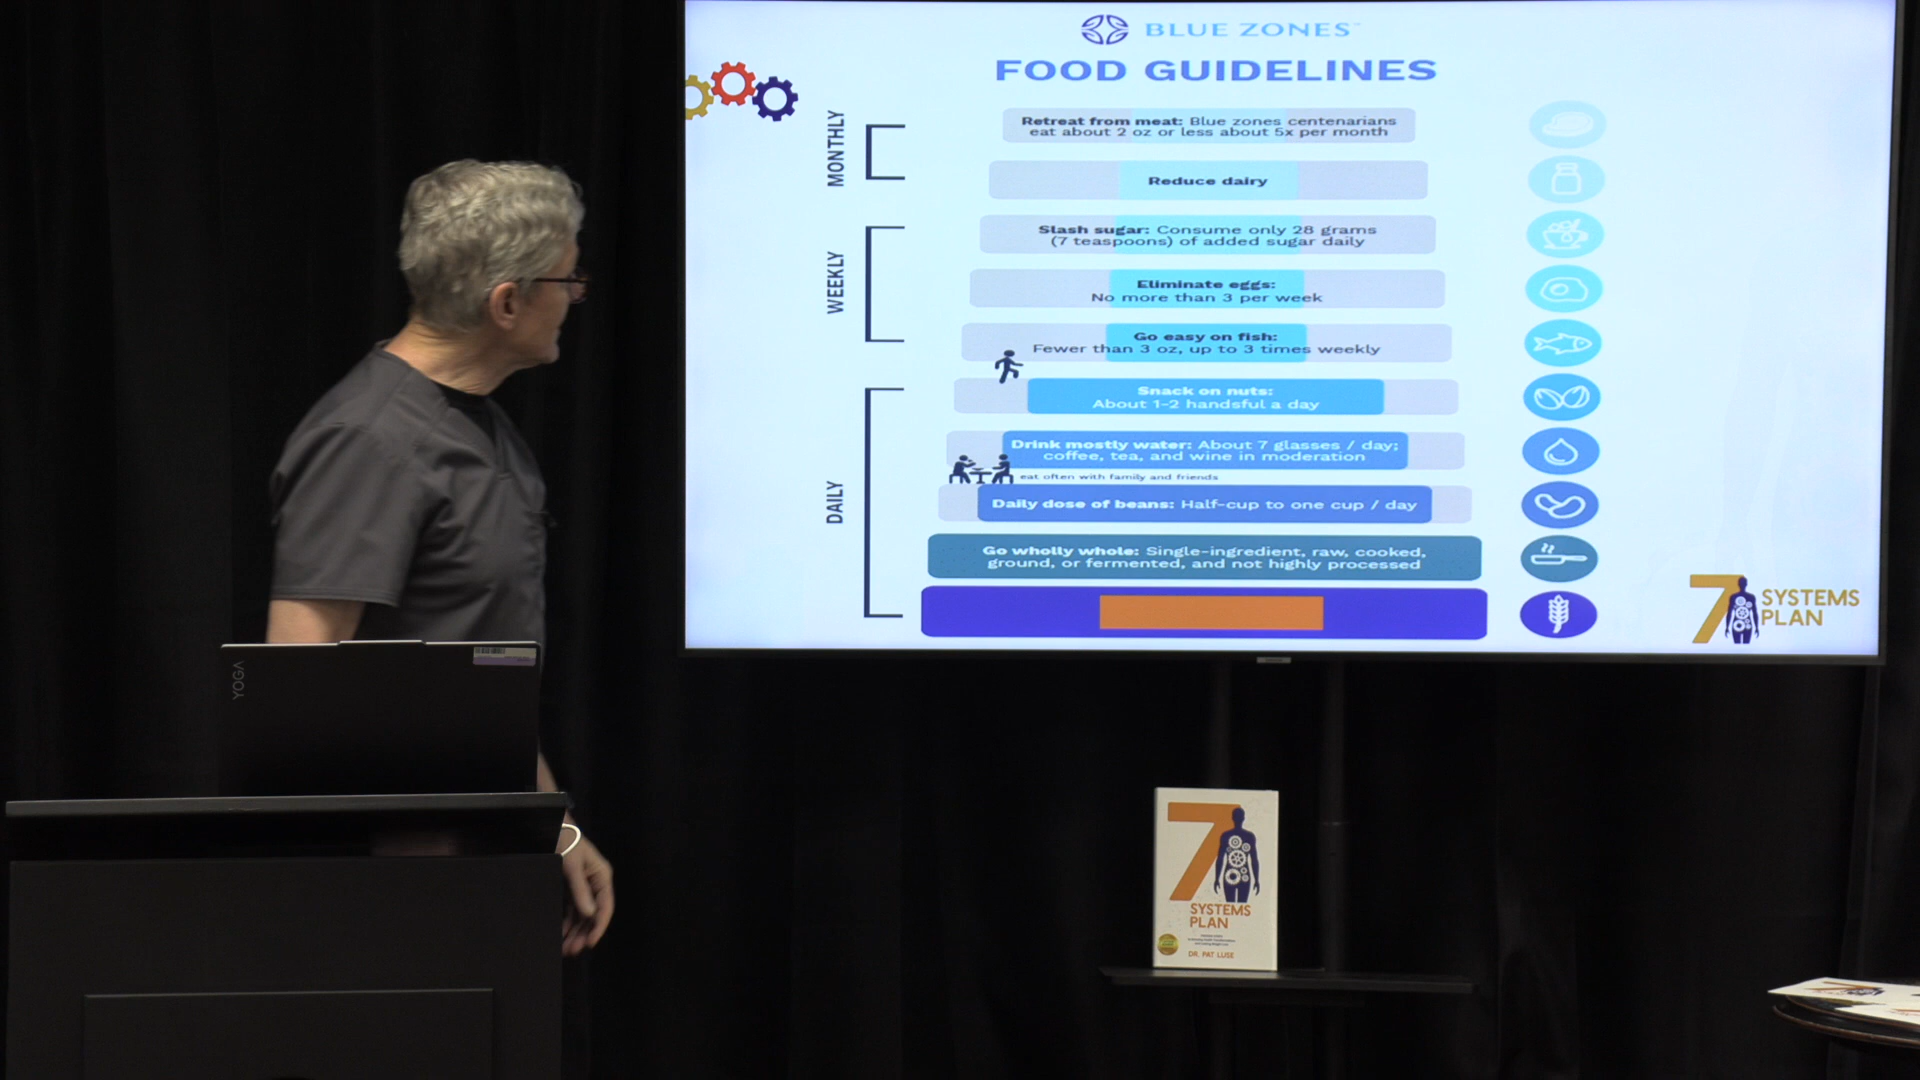 BLUE ZONES
FOOD GUIDELINES
MONTHLY
Retreat from meat: Blue zones centenarians
eat about 2 oz or less about 5x per month
Reduce dairy
WEEKLY
Slash sugar: Consume only 28 grams
(7 teaspoons) of added sugar daily
Eliminate eggs:
No more than 3 per week
Go easy on fish:
Fewer than 3 oz, up to 3 times weekly
DAILY
Snack on nuts:
About 1-2 handsful a day
Drink mostly water: About 7 glasses / day;
coffee, tea, and wine in moderation
eat often with family and friends
Daily dose of beans: Half-cup to one cup / day
Go wholly whole: Single-ingredient, raw, cooked,
ground, or fermented, and not highly processed
7 SYSTEMS
PLAN
YOGA
7
SYSTEMS
PLAN
DR. PAT LUSE